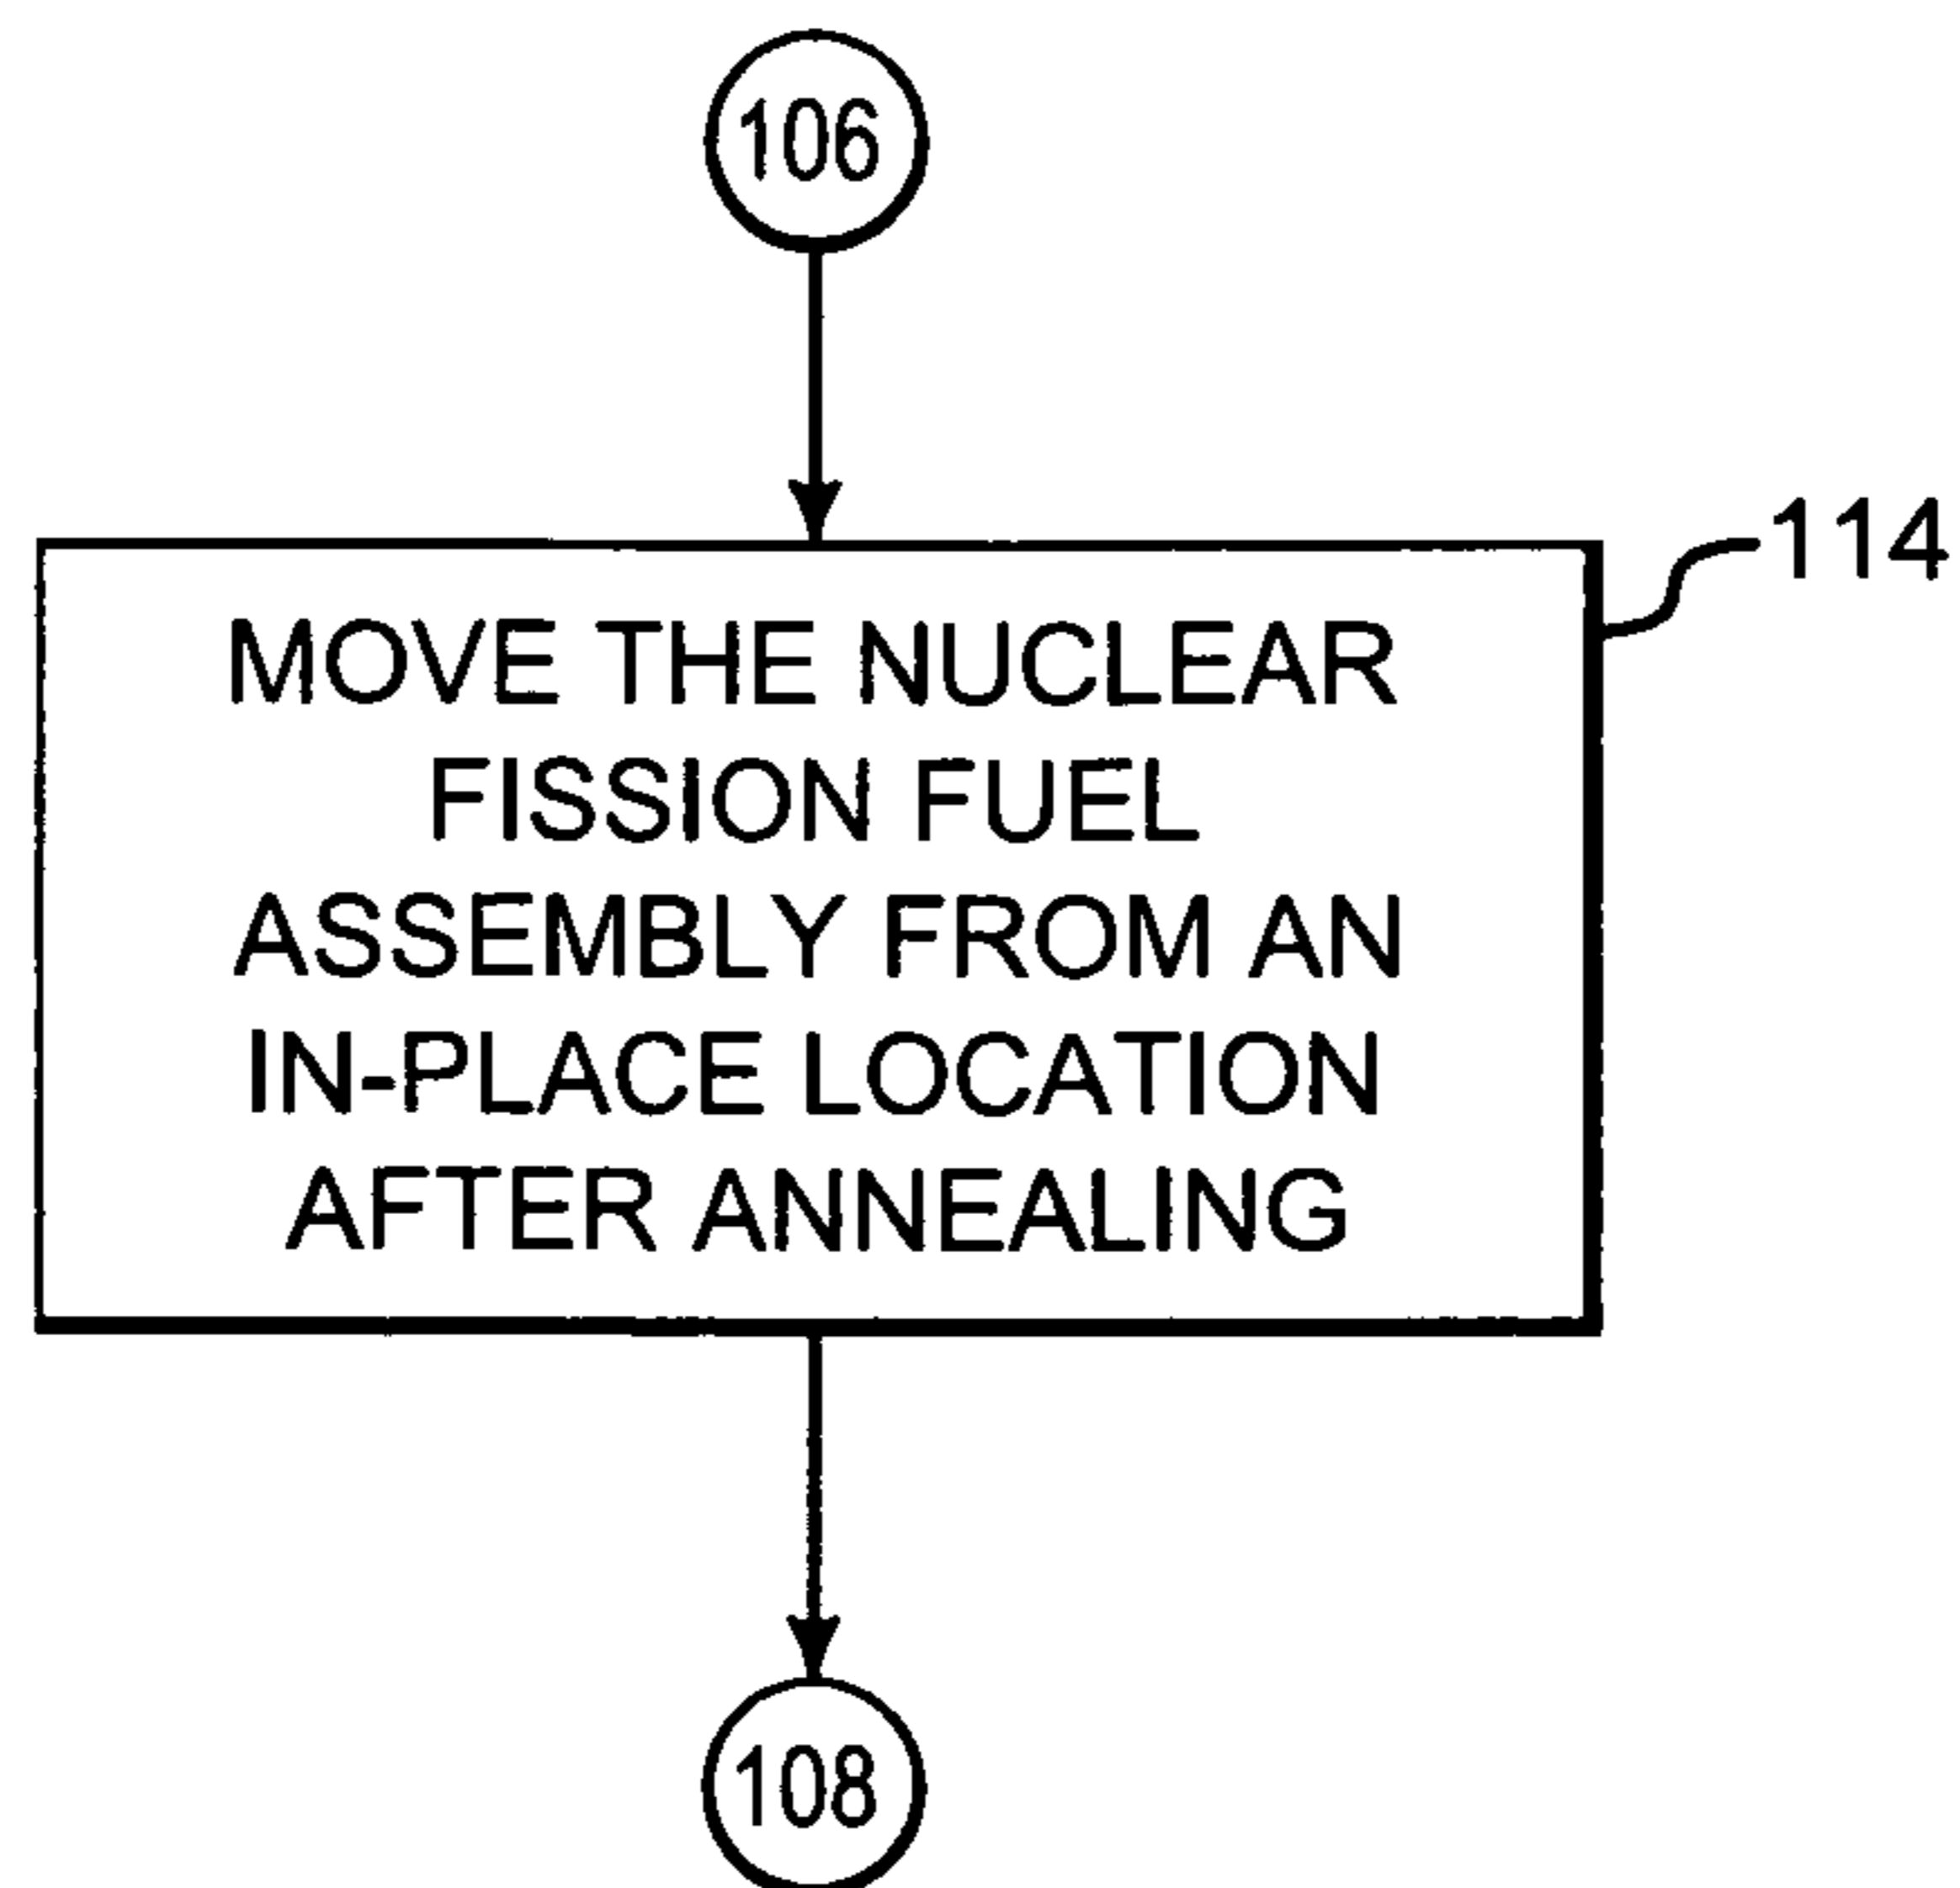 106
114
MOVE THE NUCLEAR
FISSION FUEL
ASSEMBLY FROM AN
IN-PLACE LOCATION
AFTER ANNEALING
108